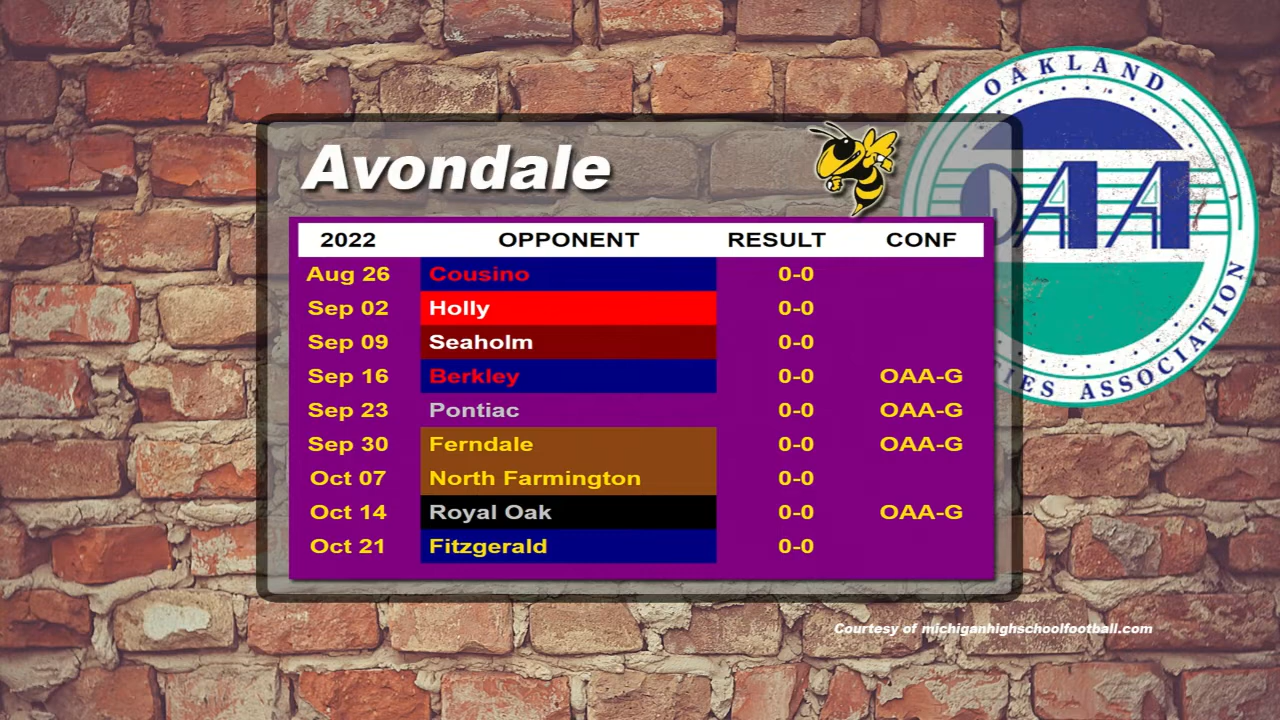 Avondale
2022 OPPONENT RESULT CONF
Aug 26 Cousino 0-0
Sep 02 Holly 0-0
Sep 09 Seaholm 0-0
Sep 16 Berkley 0-0 OAA-G
Sep 23 Pontiac 0-0 OAA-G
Sep 30 Ferndale 0-0 OAA-G
Oct 07 North Farmington 0-0
Oct 14 Royal Oak 0-0 OAA-G
Oct 21 Fitzgerald 0-0
OAKLAND
OAA
TIES ASSOCIATION
Courtesy of michiganhighschoolfootball.com